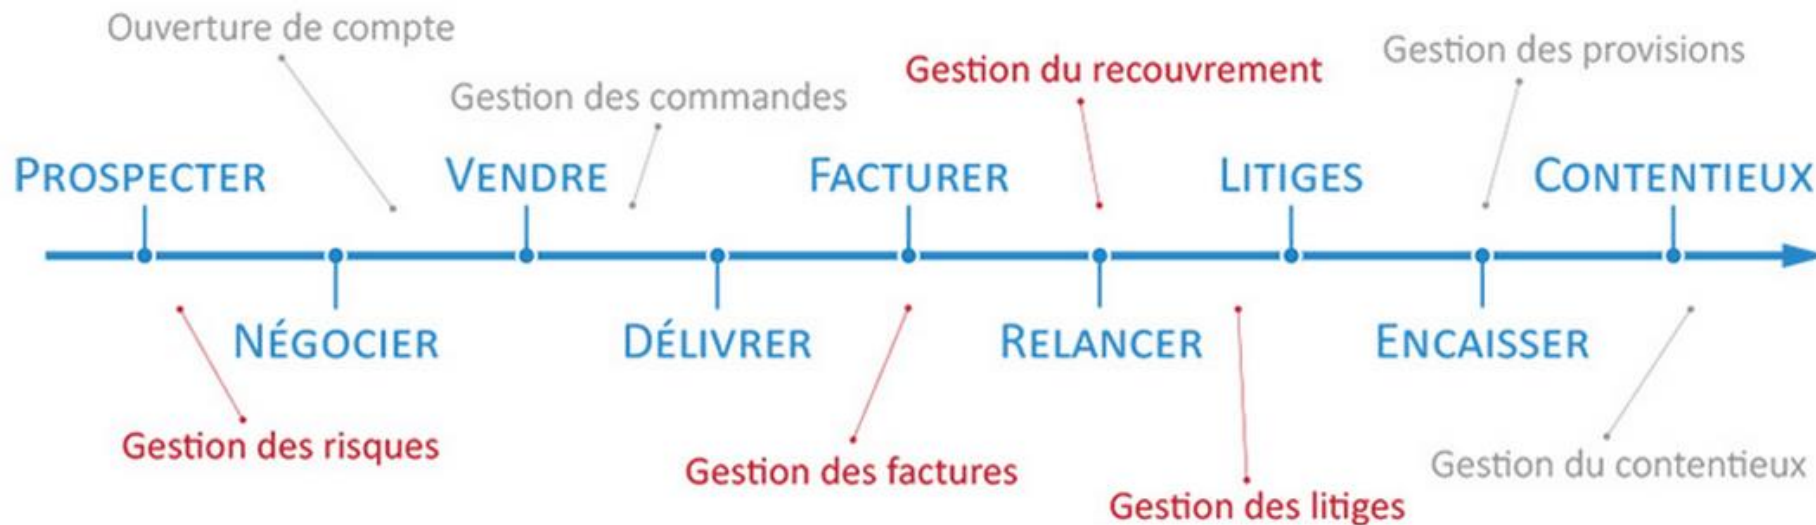 Ouverture de compte
Gestion des provisions
Gestion du recouvrement
Gestion des commandes
PROSPECTER
VENDRE
FACTURER
LITIGES
CONTENTIEUX
NÉGOCIER
DÉLIVRER
RELANCER
ENCAISSER
Gestion des risques
Gestion des factures
Gestion du contentieux
Gestion des litiges